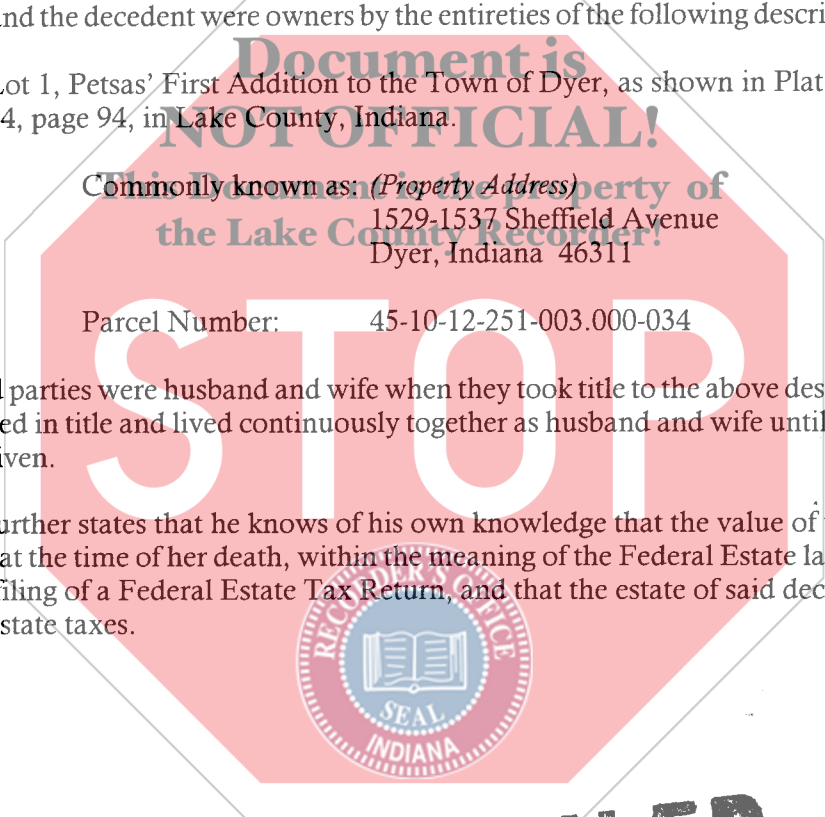 and the decedent were owners by the entireties of the following descri
Document is
Lot 1, Petsas' First Addition to the Town of Dyer, as shown in Plat
4, page 94, in Lake County, Indiana.
NOT OFFICIAL!
Commonly known as: (Property Address)
This Document is the property of
1529-1537 Sheffield Avenue
the Lake County Recorder!
Dyer, Indiana 46311
Parcel Number: 45-10-12-251-003.000-034
STOP
parties were husband and wife when they took title to the above des
ed in title and lived continuously together as husband and wife until
iven.
urther states that he knows of his own knowledge that the value of
at the time of her death, within the meaning of the Federal Estate la
filing of a Federal Estate Tax Return, and that the estate of said dec
state taxes.
RECORDER'S OFFICE
SEAL
INDIANA